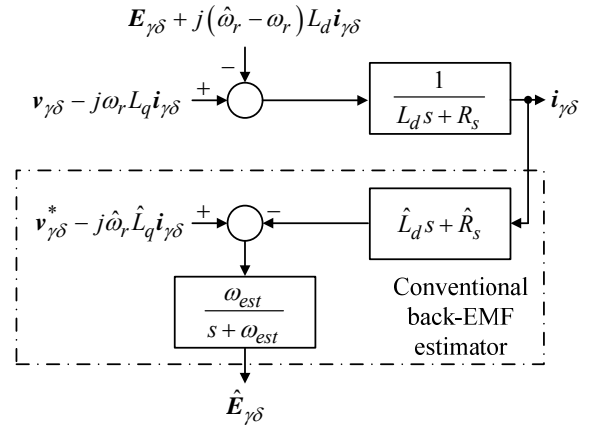 𝑬_γδ + j(ω̂_r − ω_r)L_d 𝒊_γδ
−
𝒗_γδ − jω_r L_q 𝒊_γδ
+
1 / (L_d s + R_s)
𝒊_γδ
𝒗*_γδ − jω̂_r L̂_q 𝒊_γδ
+
−
L̂_d s + R̂_s
ω_est / (s + ω_est)
Conventional
back-EMF
estimator
𝑬̂_γδ